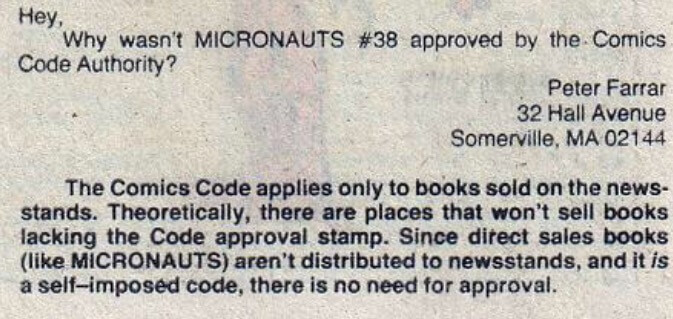 Hey,
Why wasn't MICRONAUTS #38 approved by the Comics
Code Authority?
Peter Farrar
32 Hall Avenue
Somerville, MA 02144
The Comics Code applies only to books sold on the news-
stands. Theoretically, there are places that won't sell books
lacking the Code approval stamp. Since direct sales books
(like MICRONAUTS) aren't distributed to newsstands, and it is
a self–imposed code, there is no need for approval.